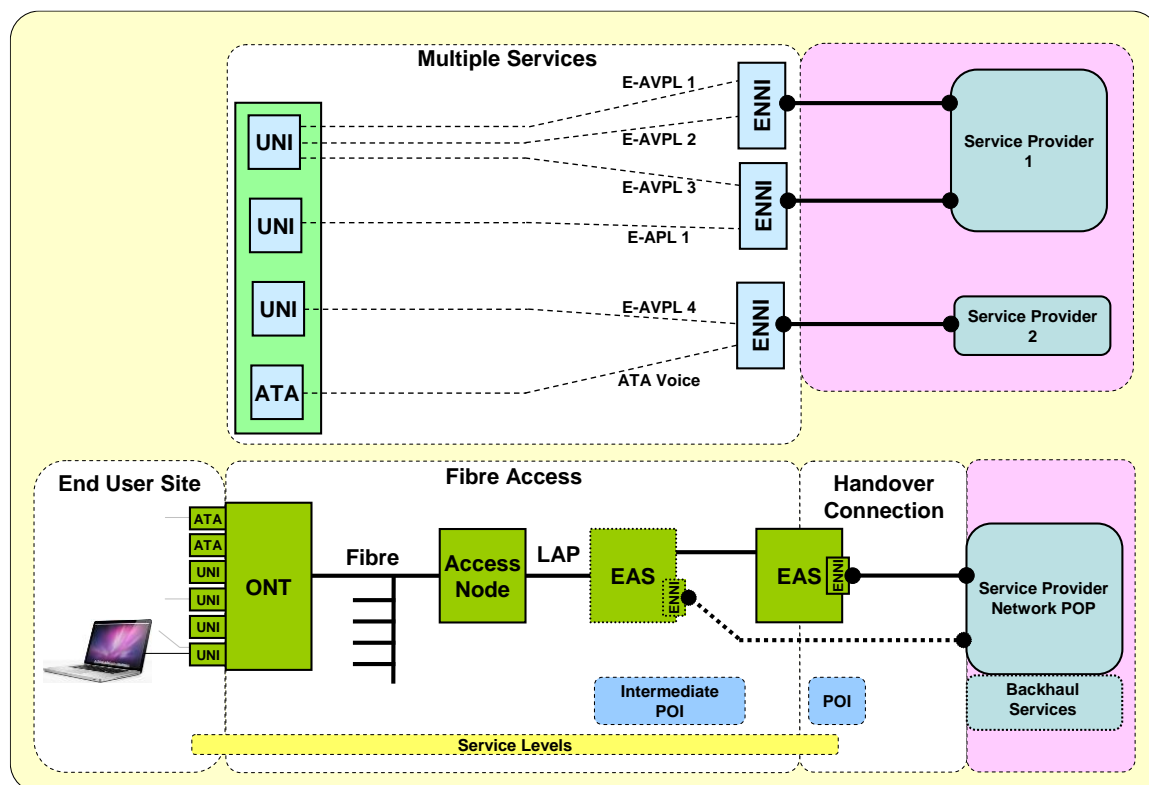 Multiple Services
E-AVPL 1
UNI
ENNI
E-AVPL 2
Service Provider
1
E-AVPL 3
ENNI
UNI
E-APL 1
UNI
E-AVPL 4
ENNI
Service Provider
2
ATA
ATA Voice
End User Site
Fibre Access
Handover
Connection
ATA
ATA
UNI
UNI
UNI
UNI
ONT
Fibre
Access
Node
LAP
EAS
ENNI
EAS
ENNI
Service Provider
Network POP
Intermediate
POI
POI
Backhaul
Services
Service Levels